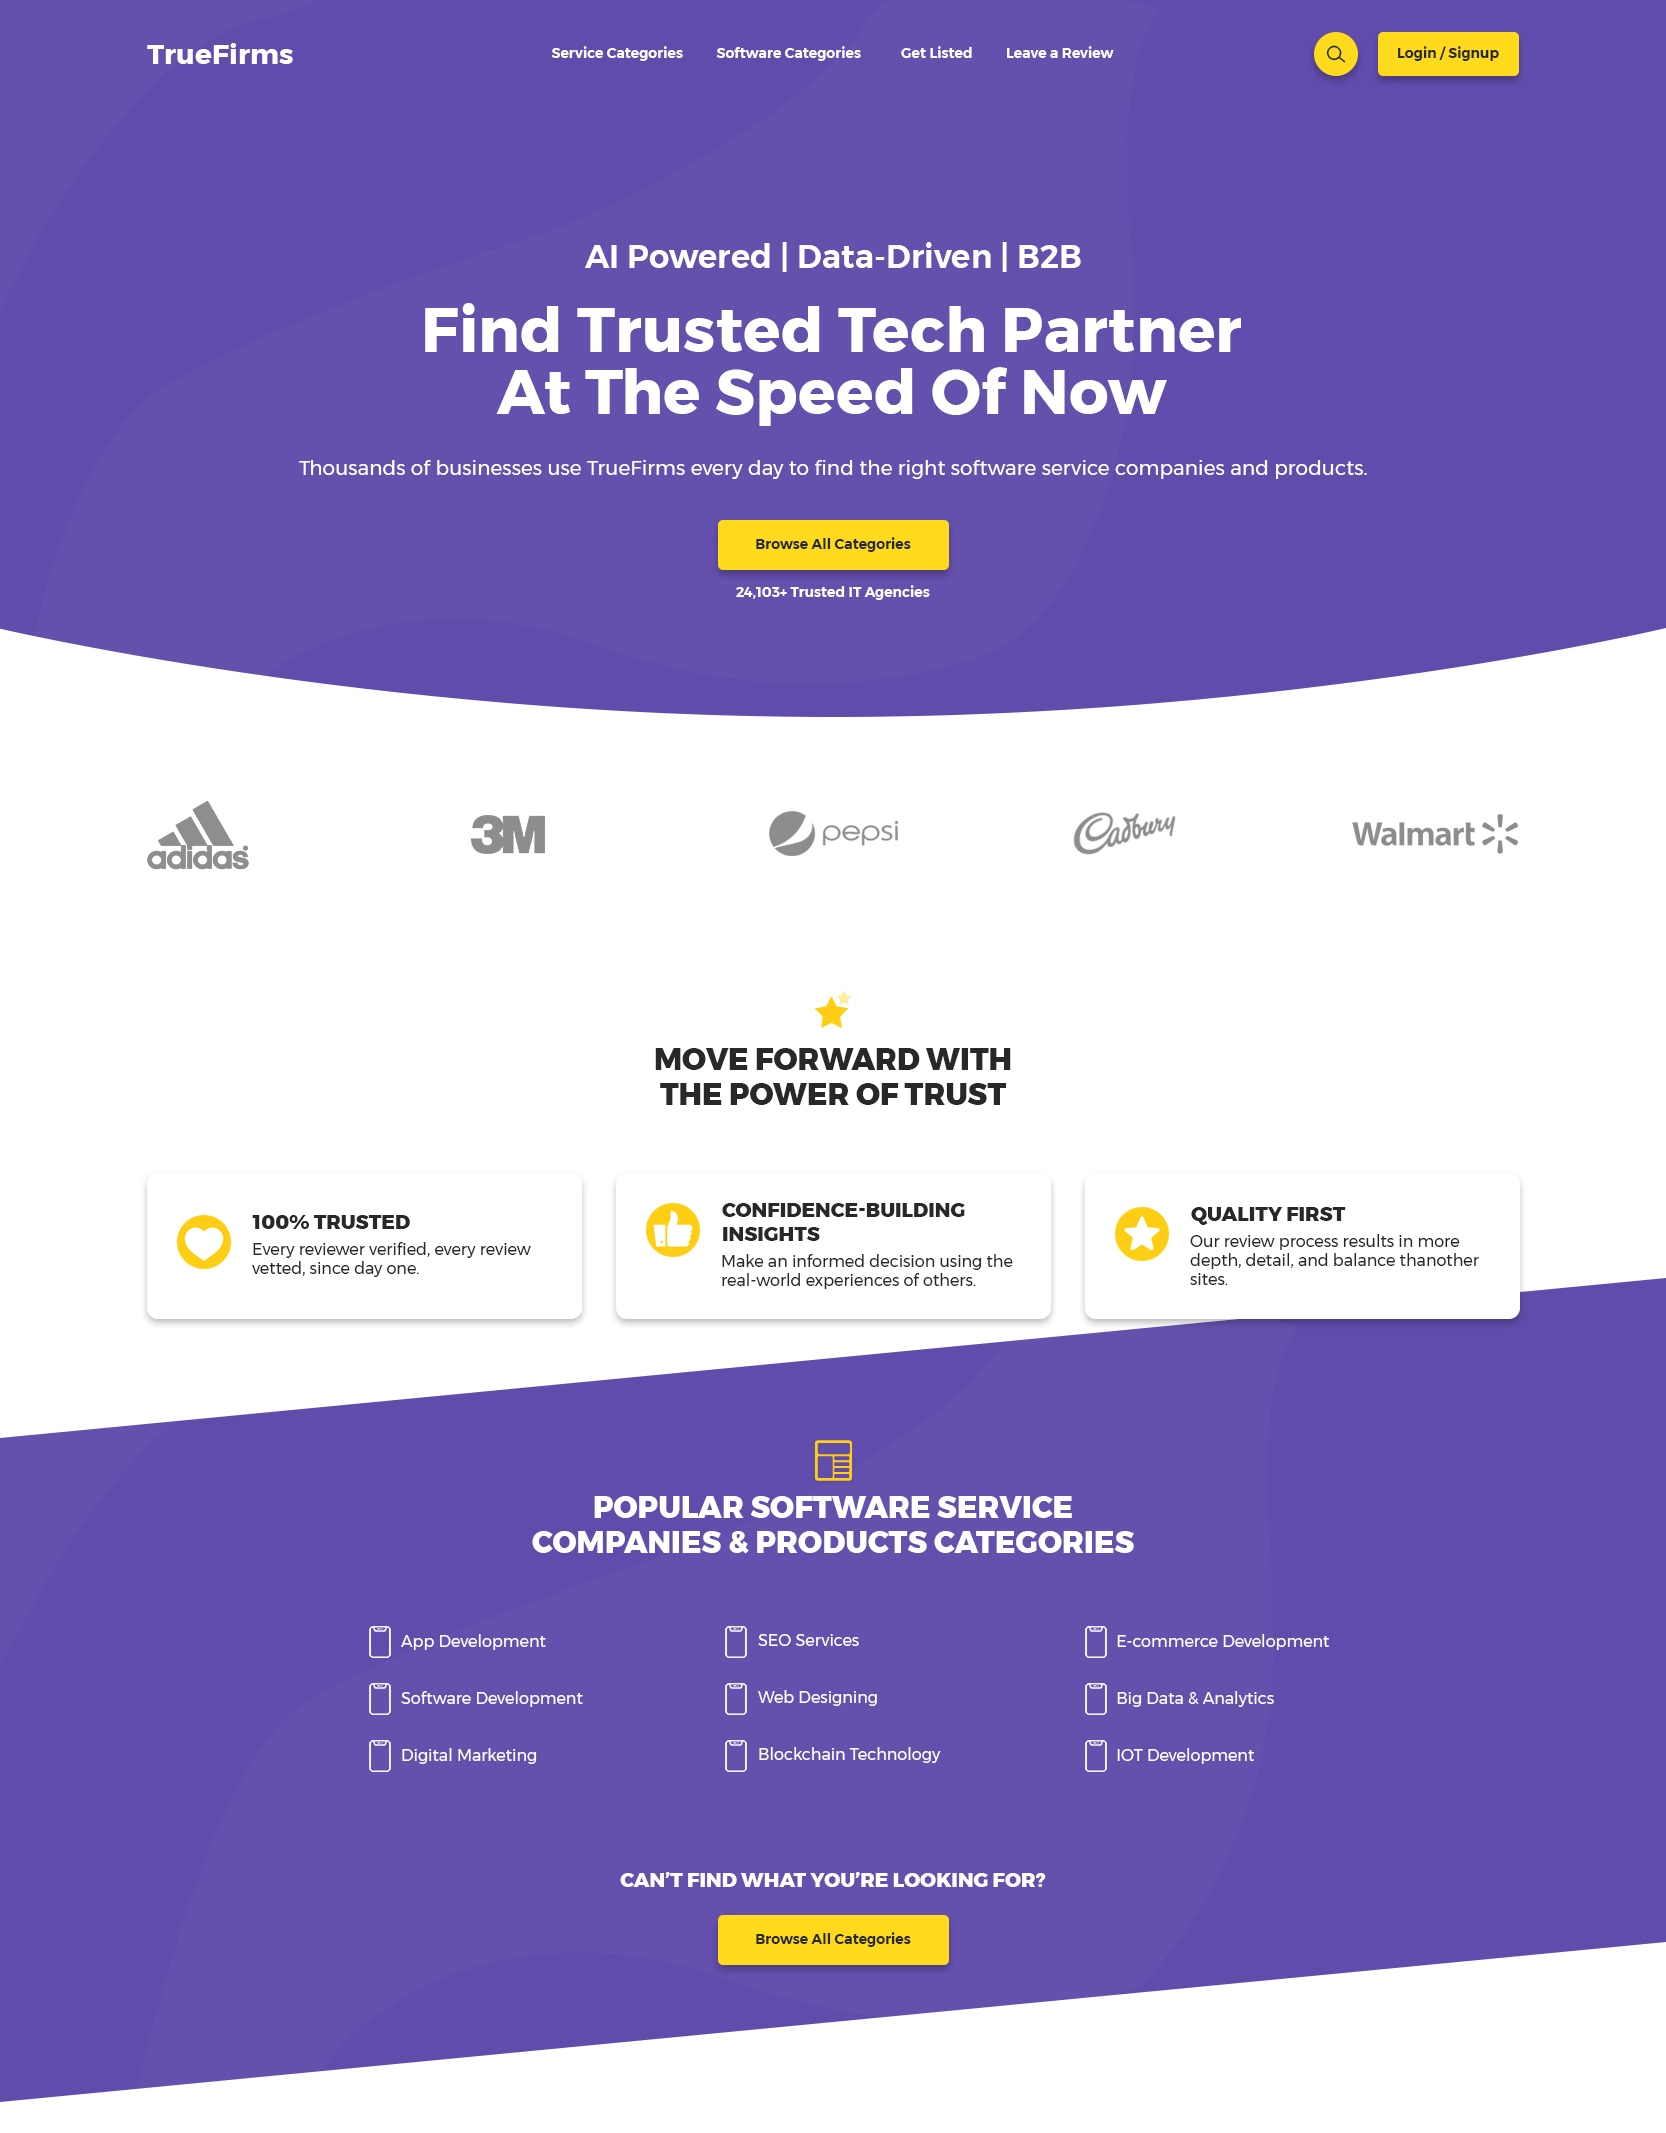 TrueFirms
Service Categories
Software Categories
Get Listed
Leave a Review
Login / Signup
AI Powered | Data-Driven | B2B
Find Trusted Tech Partner
At The Speed Of Now
Thousands of businesses use TrueFirms every day to find the right software service companies and products.
Browse All Categories
24,103+ Trusted IT Agencies
adidas
3M
pepsi
Cadbury
Walmart
MOVE FORWARD WITH
THE POWER OF TRUST
100% TRUSTED
Every reviewer verified, every review
vetted, since day one.
CONFIDENCE-BUILDING
INSIGHTS
Make an informed decision using the
real-world experiences of others.
QUALITY FIRST
Our review process results in more
depth, detail, and balance thanother
sites.
POPULAR SOFTWARE SERVICE
COMPANIES & PRODUCTS CATEGORIES
App Development
SEO Services
E-commerce Development
Software Development
Web Designing
Big Data & Analytics
Digital Marketing
Blockchain Technology
IOT Development
CAN’T FIND WHAT YOU’RE LOOKING FOR?
Browse All Categories